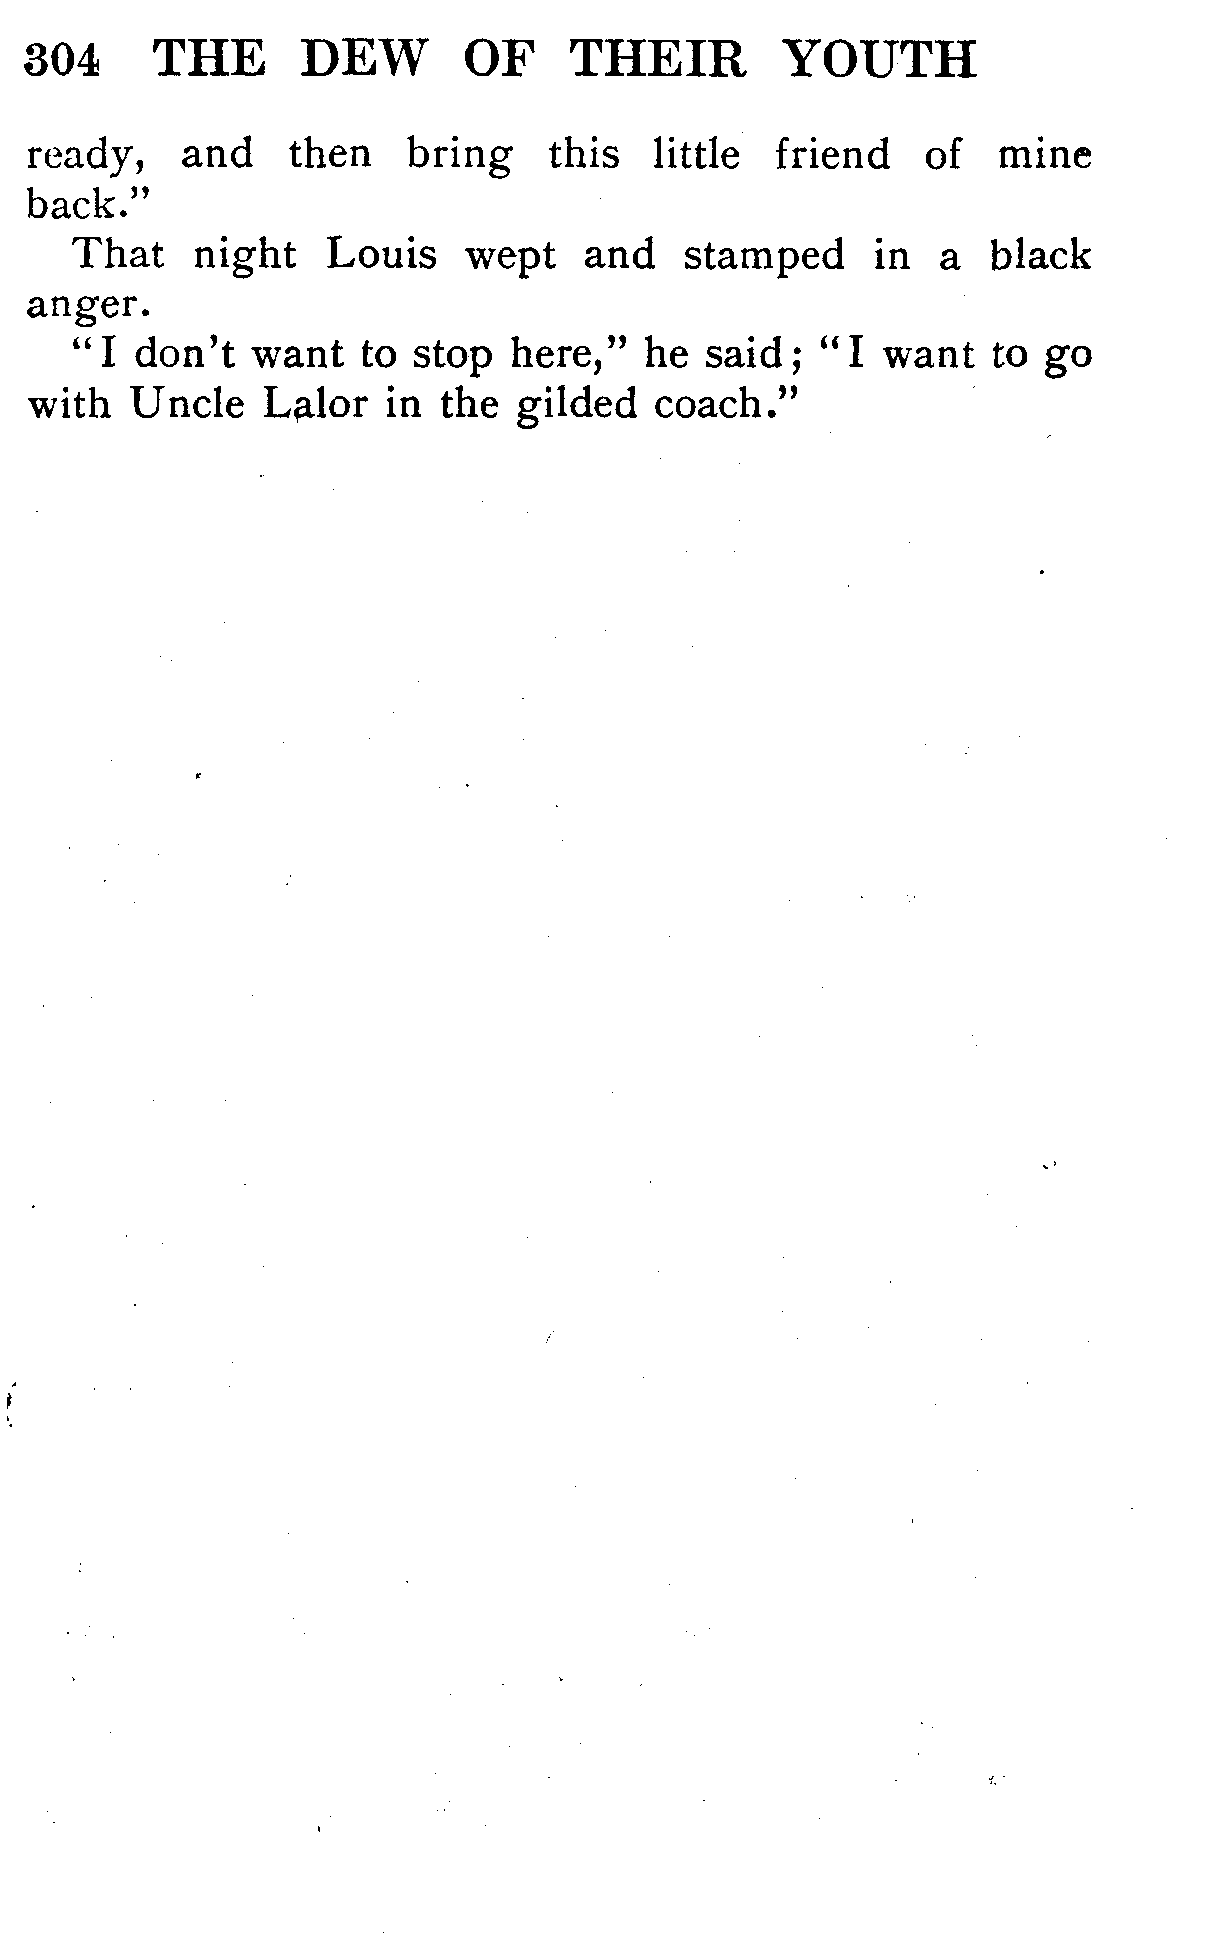 304 THE DEW OF THEIR YOUTH
ready, and then bring this little friend of mine
back."
That night Louis wept and stamped in a black
anger.
"I don't want to stop here," he said; "I want to go
with Uncle Lalor in the gilded coach."